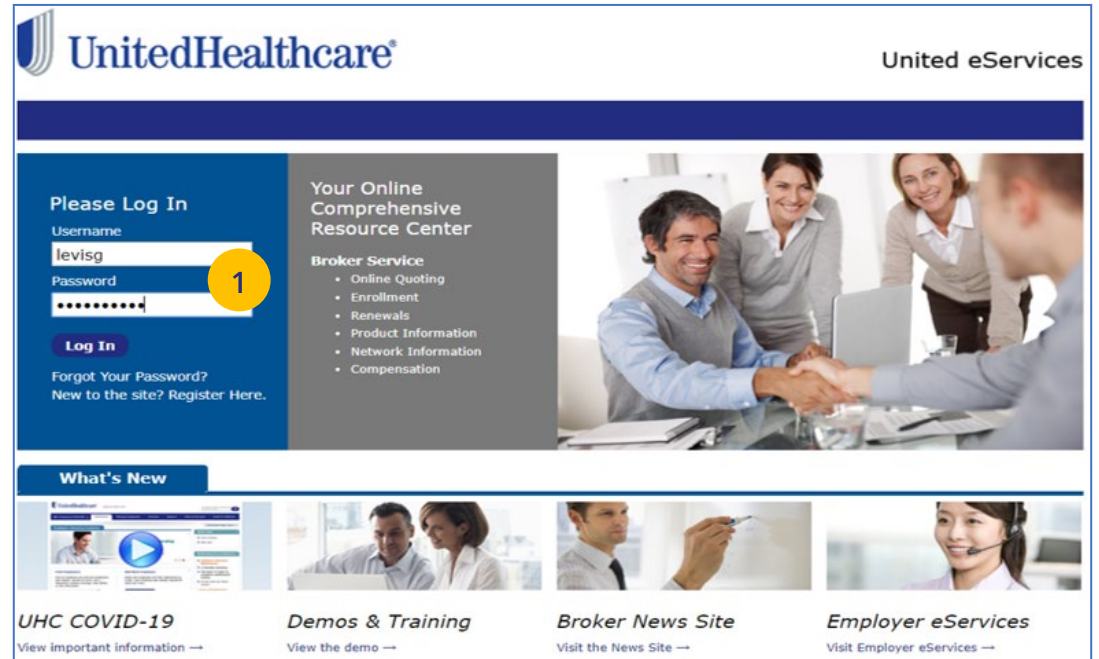 UnitedHealthcare®
United eServices
Please Log In
Username
levisg
Password
••••••••••
1
Log In
Forgot Your Password?
New to the site? Register Here.
Your Online
Comprehensive
Resource Center
Broker Service
• Online Quoting
• Enrollment
• Renewals
• Product Information
• Network Information
• Compensation
What's New
UHC COVID-19
View important information →
Demos & Training
View the demo →
Broker News Site
Visit the News Site →
Employer eServices
Visit Employer eServices →